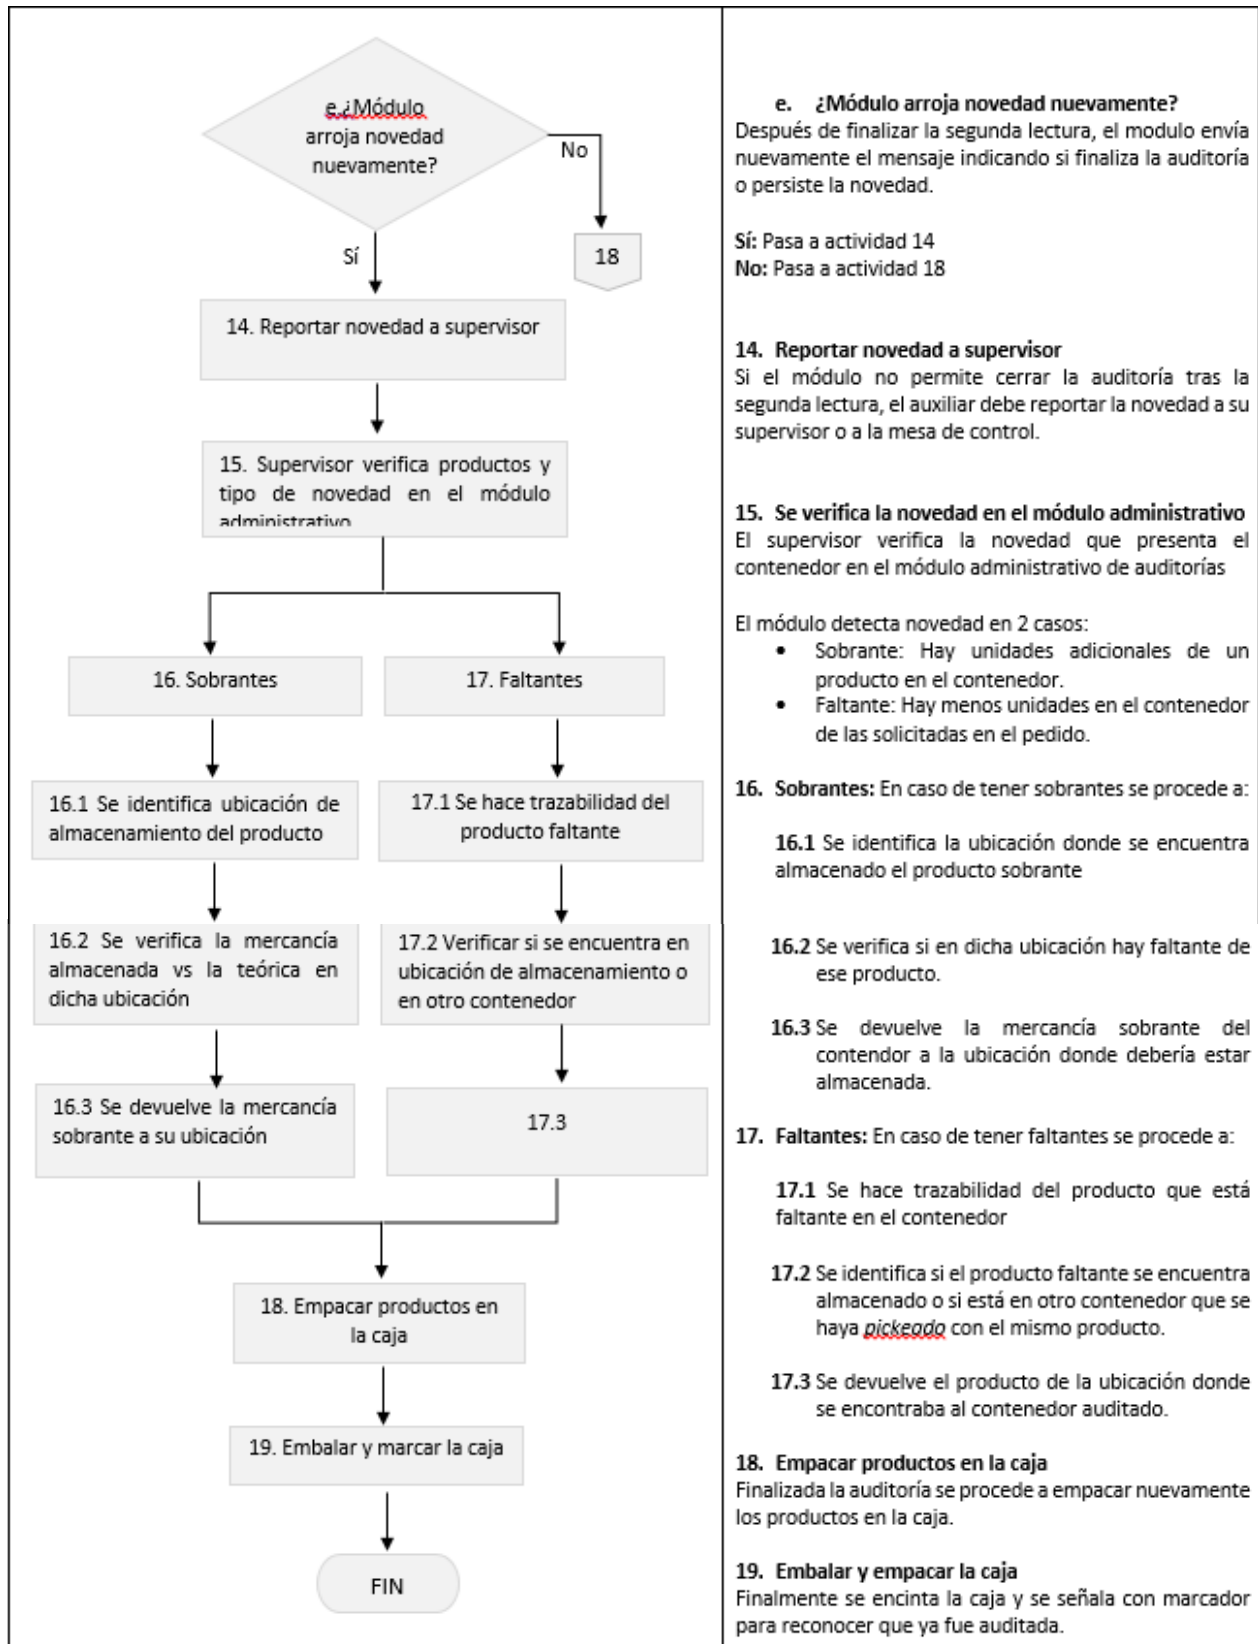 e.¿Módulo
arroja novedad
nuevamente?
No
18
Sí
14. Reportar novedad a supervisor
15. Supervisor verifica productos y
tipo de novedad en el módulo
administrativo
16. Sobrantes
17. Faltantes
16.1 Se identifica ubicación de
almacenamiento del producto
17.1 Se hace trazabilidad del
producto faltante
16.2 Se verifica la mercancía
almacenada vs la teórica en
dicha ubicación
17.2 Verificar si se encuentra en
ubicación de almacenamiento o
en otro contenedor
16.3 Se devuelve la mercancía
sobrante a su ubicación
17.3
18. Empacar productos en
la caja
19. Embalar y marcar la caja
FIN
e. ¿Módulo arroja novedad nuevamente?
Después de finalizar la segunda lectura, el modulo envía
nuevamente el mensaje indicando si finaliza la auditoría
o persiste la novedad.
Sí: Pasa a actividad 14
No: Pasa a actividad 18
14. Reportar novedad a supervisor
Si el módulo no permite cerrar la auditoría tras la
segunda lectura, el auxiliar debe reportar la novedad a su
supervisor o a la mesa de control.
15. Se verifica la novedad en el módulo administrativo
El supervisor verifica la novedad que presenta el
contenedor en el módulo administrativo de auditorías
El módulo detecta novedad en 2 casos:
• Sobrante: Hay unidades adicionales de un
producto en el contenedor.
• Faltante: Hay menos unidades en el contenedor
de las solicitadas en el pedido.
16. Sobrantes: En caso de tener sobrantes se procede a:
16.1 Se identifica la ubicación donde se encuentra
almacenado el producto sobrante
16.2 Se verifica si en dicha ubicación hay faltante de
ese producto.
16.3 Se devuelve la mercancía sobrante del
contendor a la ubicación donde debería estar
almacenada.
17. Faltantes: En caso de tener faltantes se procede a:
17.1 Se hace trazabilidad del producto que está
faltante en el contenedor
17.2 Se identifica si el producto faltante se encuentra
almacenado o si está en otro contenedor que se
haya pickeado con el mismo producto.
17.3 Se devuelve el producto de la ubicación donde
se encontraba al contenedor auditado.
18. Empacar productos en la caja
Finalizada la auditoría se procede a empacar nuevamente
los productos en la caja.
19. Embalar y empacar la caja
Finalmente se encinta la caja y se señala con marcador
para reconocer que ya fue auditada.